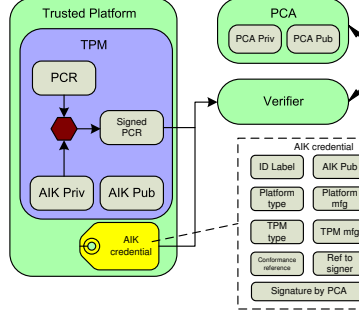 Trusted Platform
TPM
PCR
Signed
PCR
AIK Priv
AIK Pub
AIK
credential
PCA
PCA Priv
PCA Pub
Verifier
AIK credential
ID Label
AIK Pub
Platform
type
Platform
mfg
TPM
type
TPM mfg
Conformance
reference
Ref to
signer
Signature by PCA